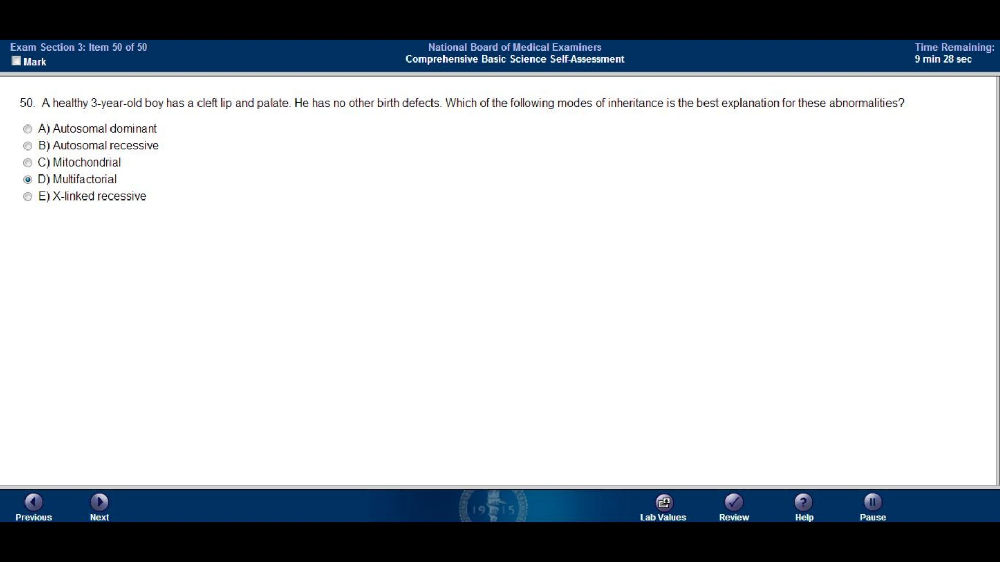 Exam Section 3: Item 50 of 50
Mark
National Board of Medical Examiners
Comprehensive Basic Science Self-Assessment
Time Remaining:
9 min 28 sec
50. A healthy 3-year-old boy has a cleft lip and palate. He has no other birth defects. Which of the following modes of inheritance is the best explanation for these abnormalities?
A) Autosomal dominant
B) Autosomal recessive
C) Mitochondrial
D) Multifactorial
E) X-linked recessive
1915
Previous
Next
Lab Values
Review
Help
Pause